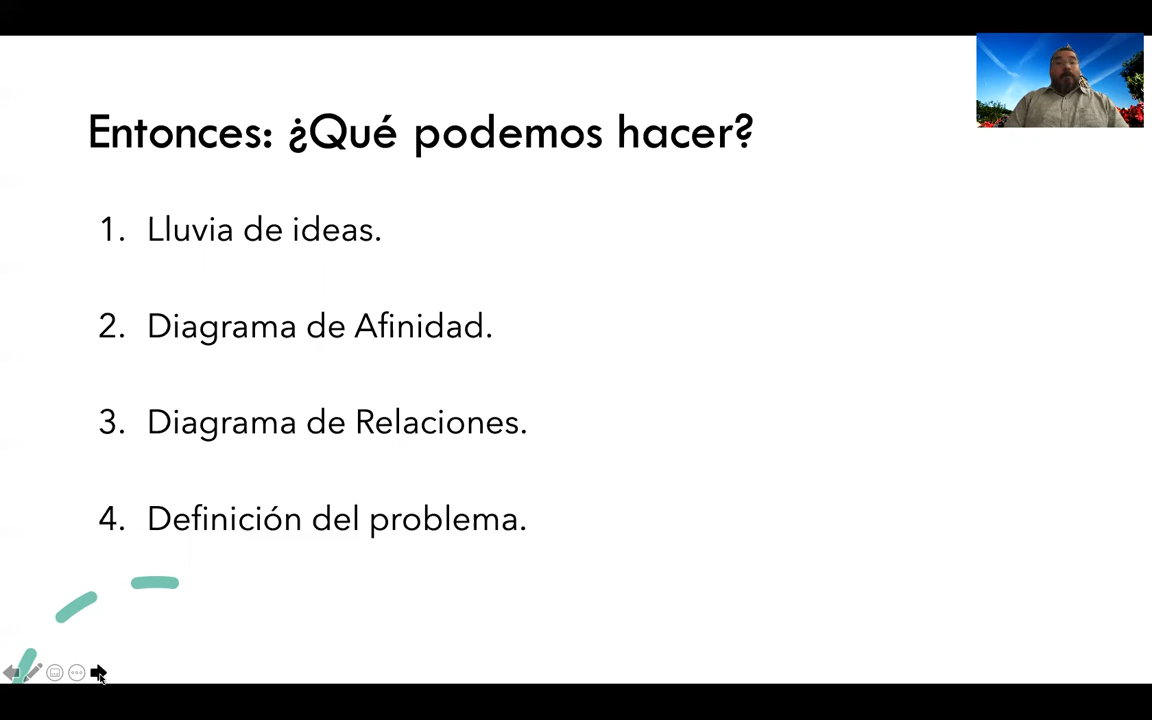 Entonces: ¿Qué podemos hacer?
1. Lluvia de ideas.
2. Diagrama de Afinidad.
3. Diagrama de Relaciones.
4. Definición del problema.